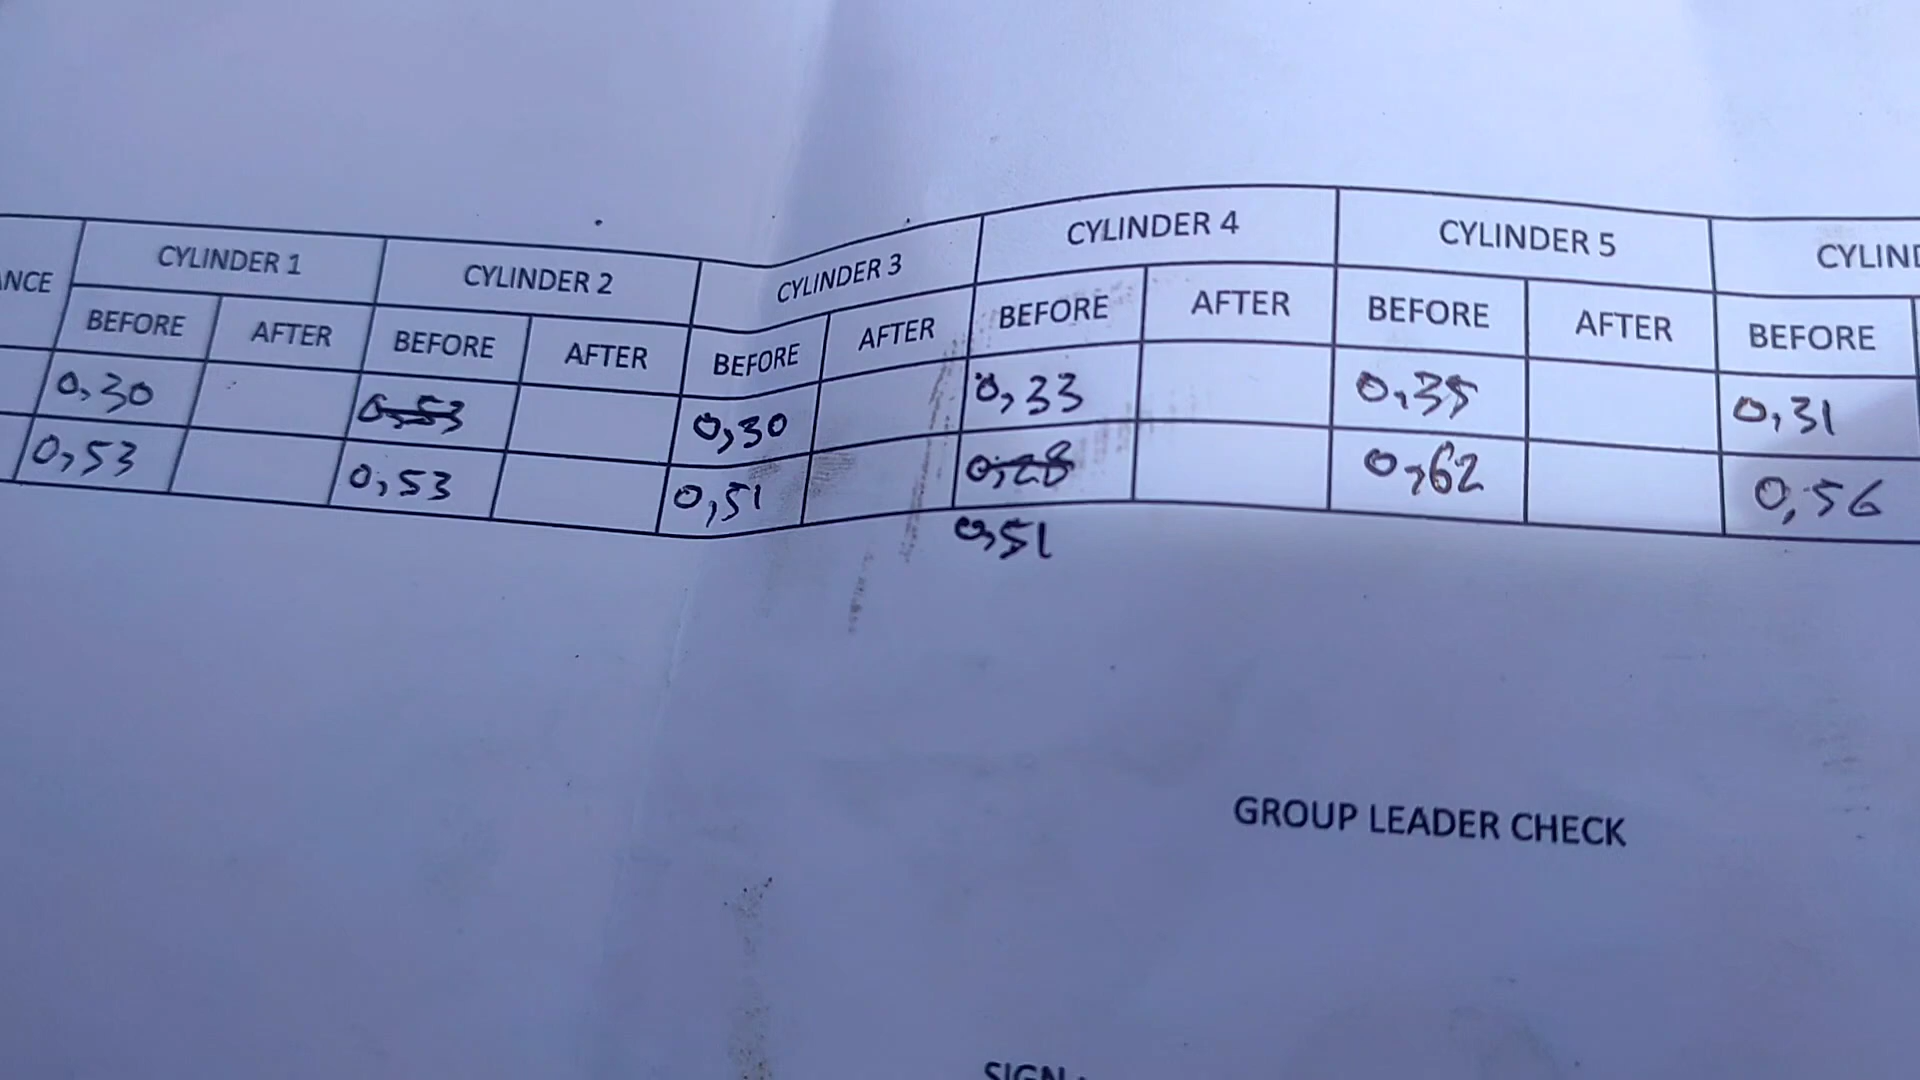 ANCE CYLINDER 1 CYLINDER 2 CYLINDER 3 CYLINDER 4 CYLINDER 5 CYLIND
BEFORE AFTER BEFORE AFTER BEFORE AFTER BEFORE AFTER BEFORE AFTER BEFORE
0,30 0,53 0,30 0,33 0,35 0,31
0,53 0,53 0,51 0,28 0,62 0,56
0,51
GROUP LEADER CHECK
SIGN :